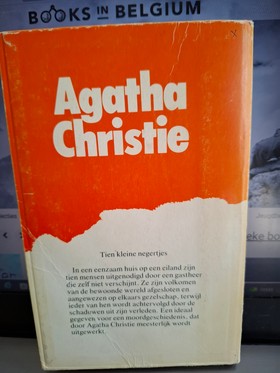 BOOKS IN BELGIUM
Agatha
Christie
Tien kleine negertjes
In een eenzaam huis op een eiland zijn
tien mensen uitgenodigd door een gastheer
die zelf niet verschijnt. Ze zijn volkomen
van de bewoonde wereld afgesloten en
aangewezen op elkaars gezelschap, terwijl
ieder van hen wordt achtervolgd door de
schaduwen uit zijn verleden. Een ideaal
gegeven voor een moordgeschiedenis, dat
door Agatha Christie meesterlijk wordt
uitgewerkt.